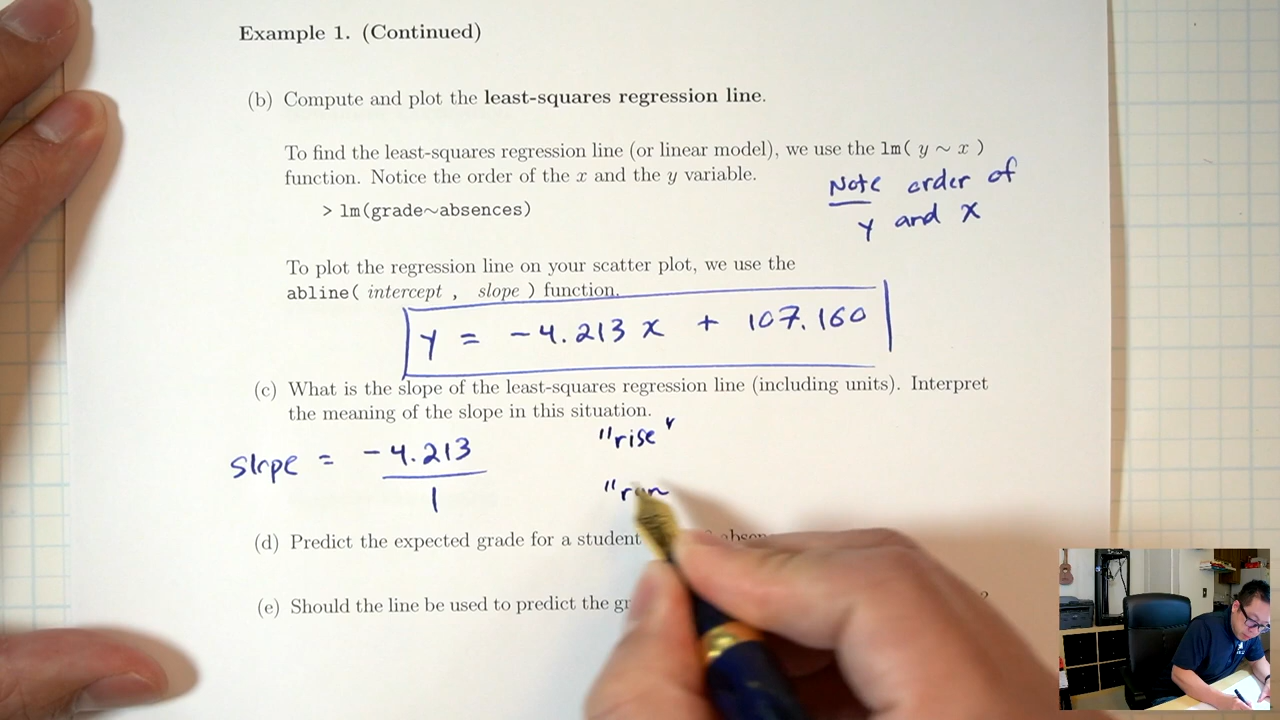 Example 1. (Continued)
(b) Compute and plot the least-squares regression line.
To find the least-squares regression line (or linear model), we use the lm( y ∼ x )
function. Notice the order of the x and the y variable.
> lm(grade~absences)
Note order of
y and x
To plot the regression line on your scatter plot, we use the
abline( intercept , slope ) function.
y = -4.213 x + 107.160
(c) What is the slope of the least-squares regression line (including units). Interpret
the meaning of the slope in this situation.
slope = -4.213
1
"rise"
"run
(d) Predict the expected grade for a student
(e) Should the line be used to predict the